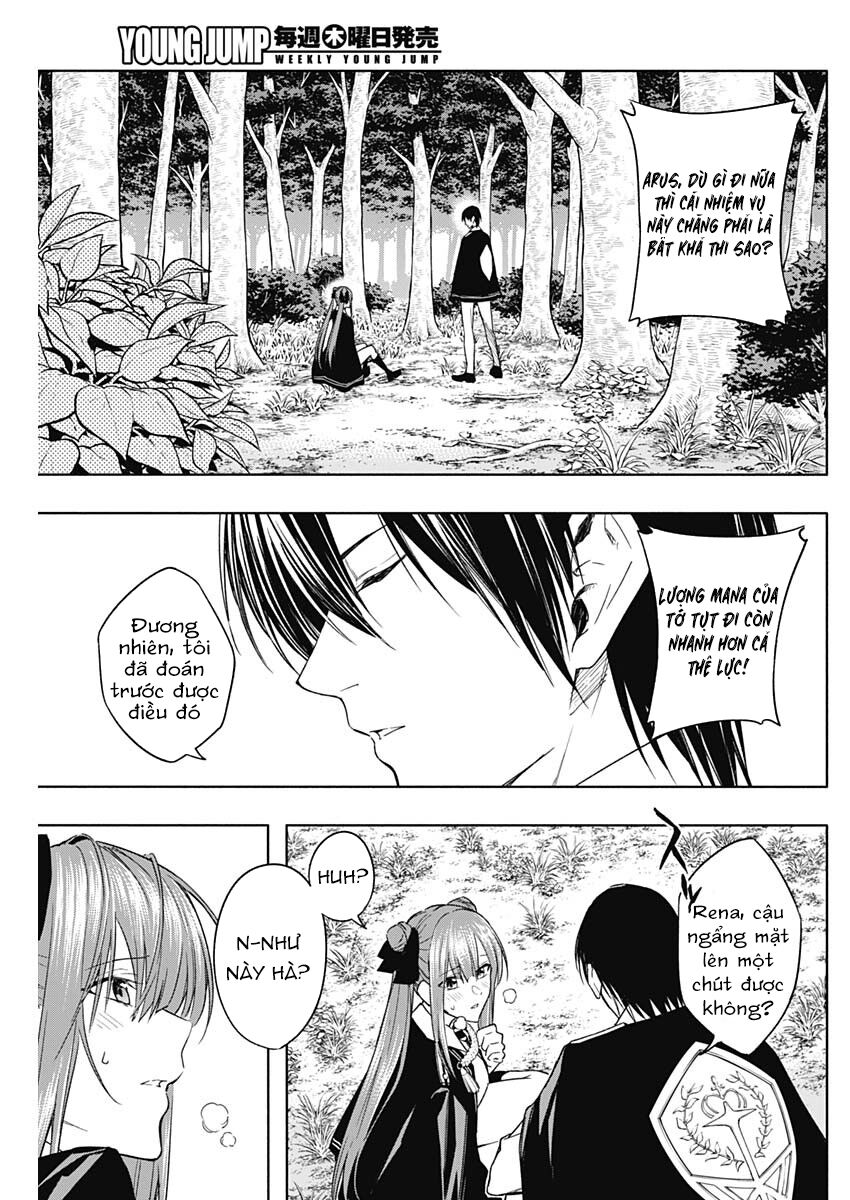 YOUNG JUMP 毎週木曜日発売
WEEKLY YOUNG JUMP
ARUS, DÙ GÌ ĐI NỮA
THÌ CÁI NHIỆM VỤ
NÀY CHẲNG PHẢI LÀ
BẤT KHẢ THI SAO?
LƯỢNG MANA CỦA
TỚ TỤT ĐI CÒN
NHANH HƠN CẢ
THỂ LỰC!
Đương
nhiên, tôi
đã đoán
trước được
điều đó
Rena, cậu
ngẩng mặt
lên một
chút được
không?
HUH?
N-NHƯ
NÀY HẢ?